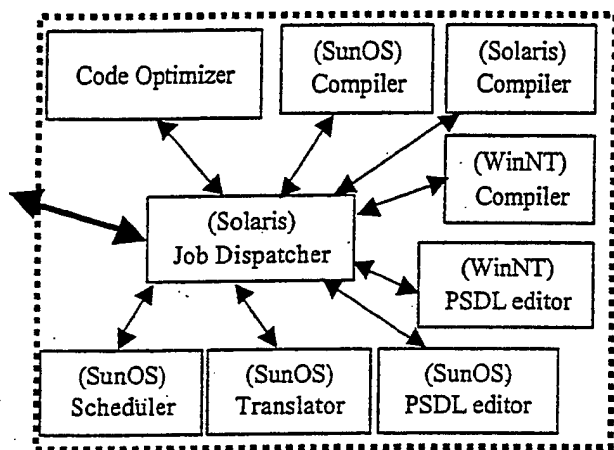 Code Optimizer
(SunOS)
Compiler
(Solaris)
Compiler
(WinNT)
Compiler
(Solaris)
Job Dispatcher
(WinNT)
PSDL editor
(SunOS)
Scheduler
(SunOS)
Translator
(SunOS)
PSDL editor